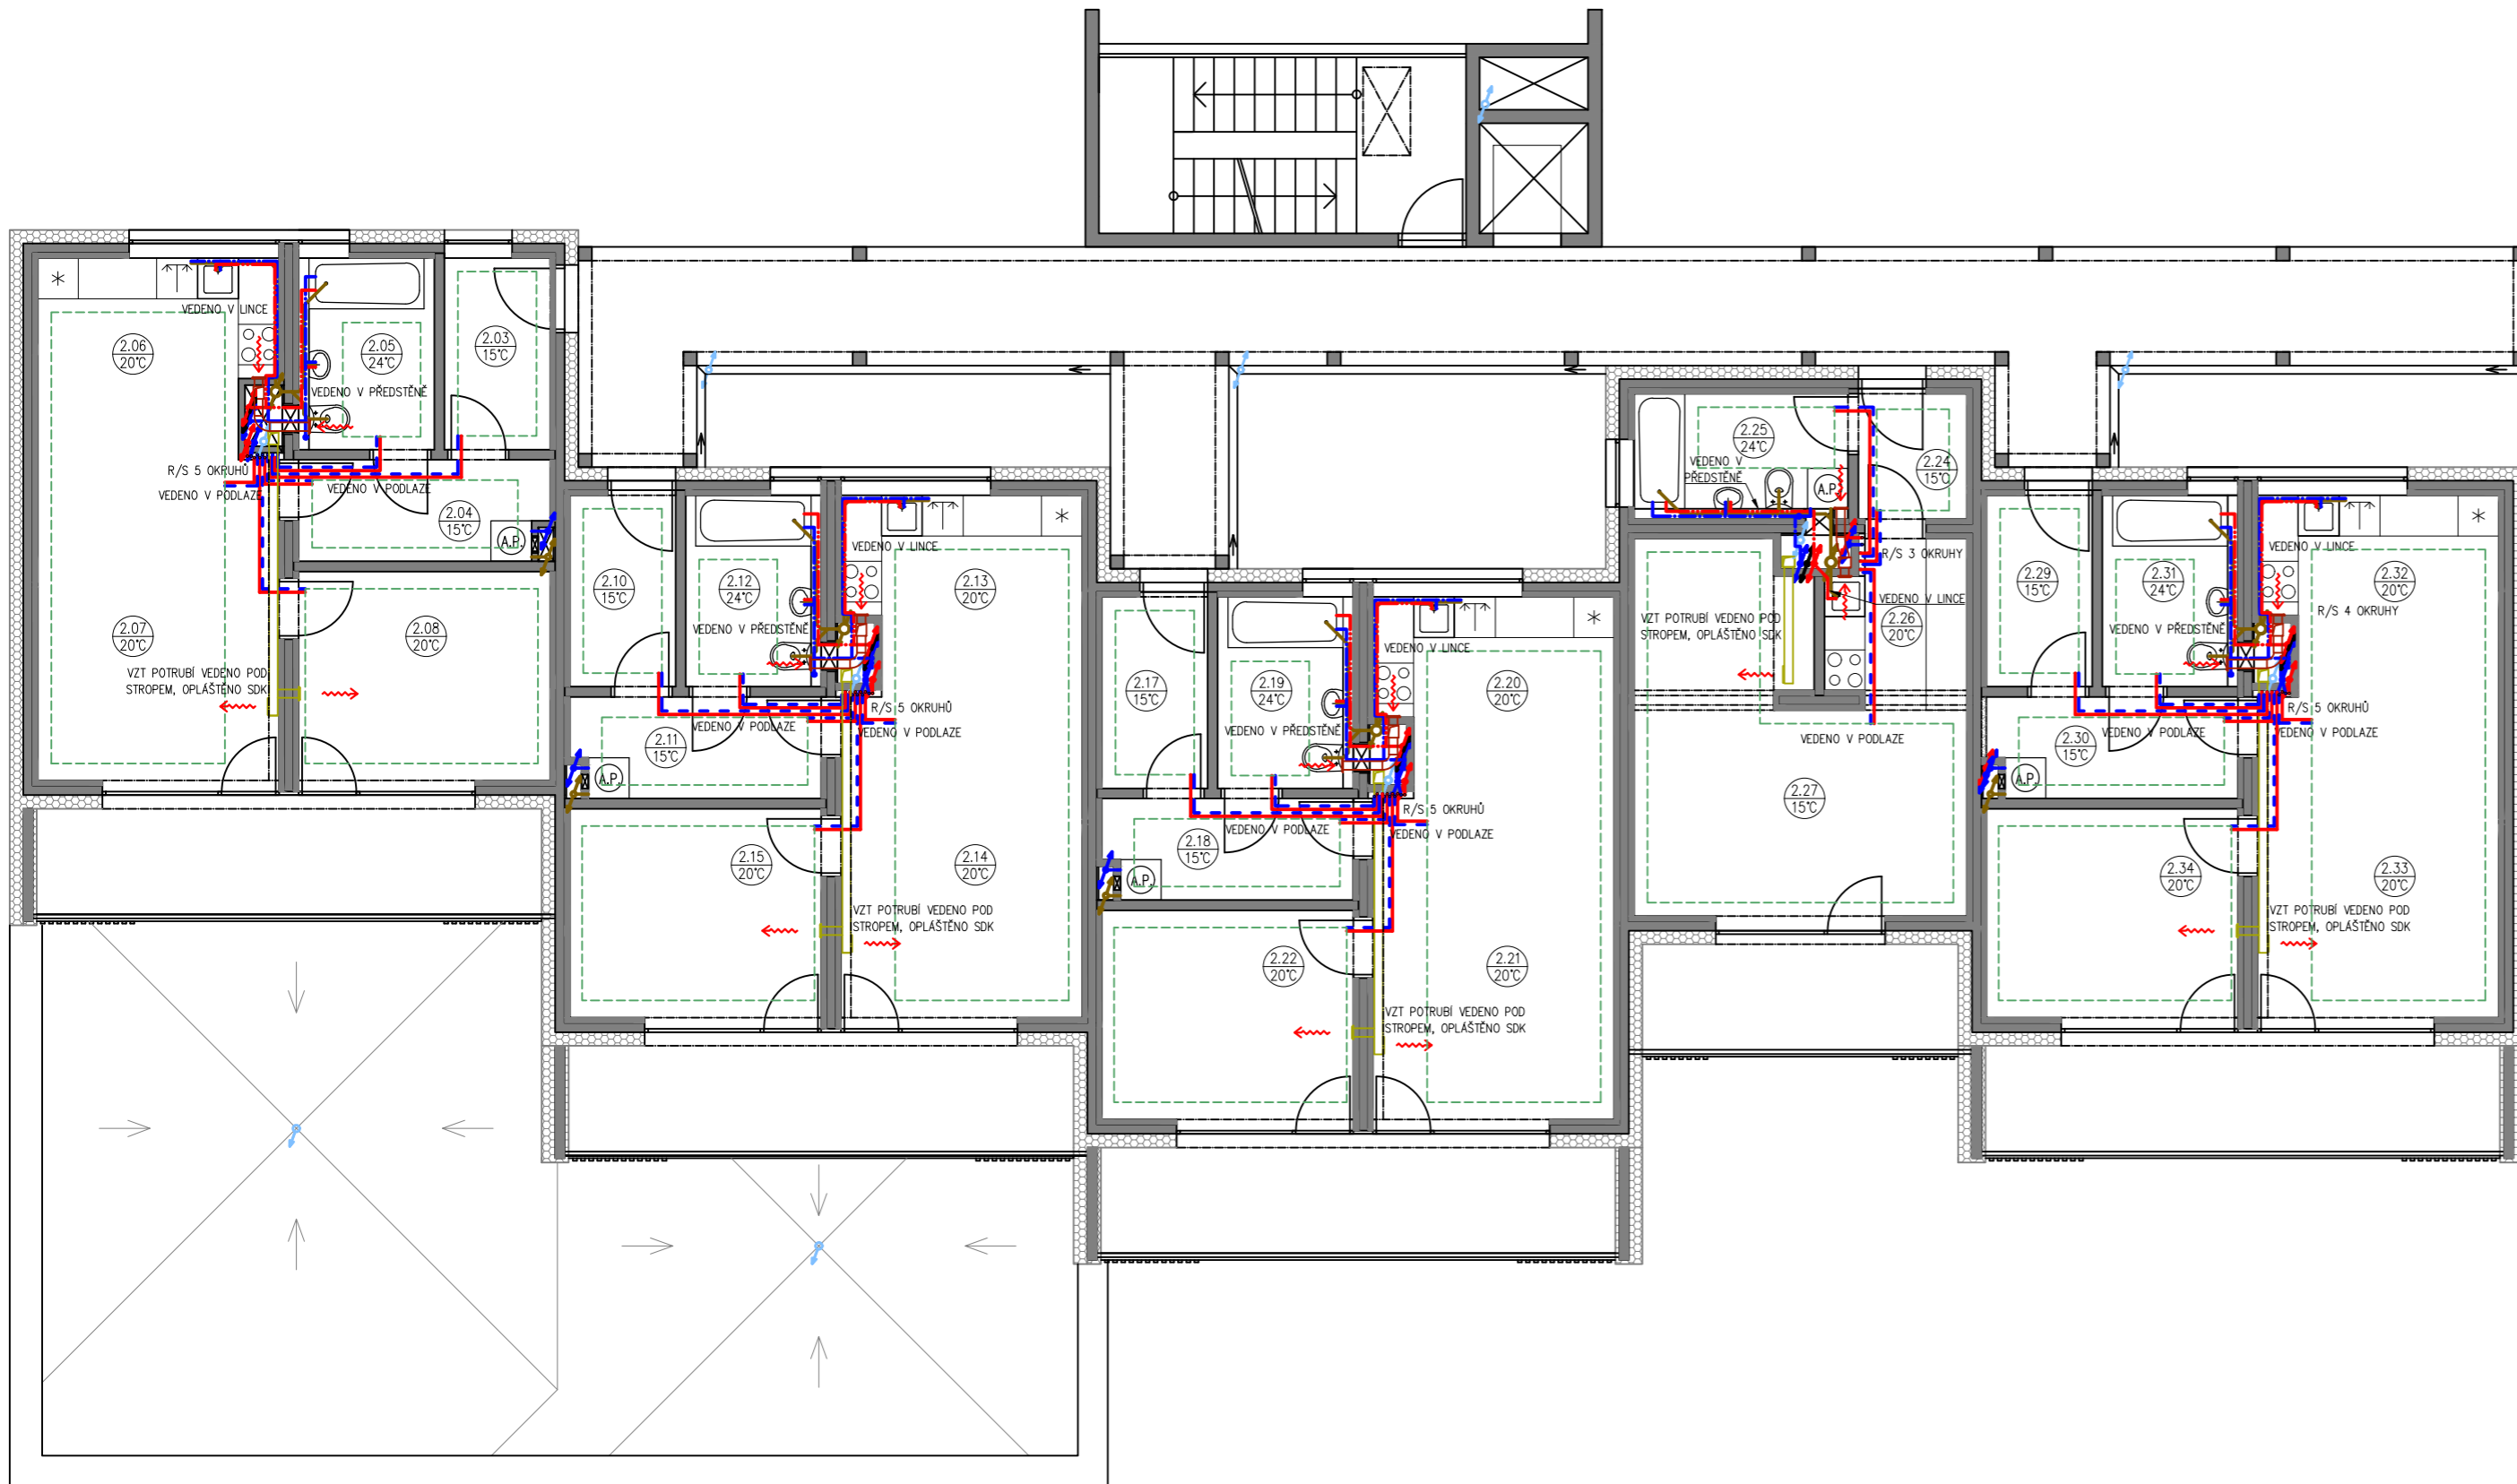 2.06
20°C
VEDENO V LINCE
2.05
24°C
2.03
15°C
VEDENO V PŘEDSTĚNĚ
R/S 5 OKRUHŮ
VEDENO V PODLAZE
VEDENO V PODLAZE
2.04
15°C
A.P.
2.07
20°C
2.08
20°C
VZT POTRUBÍ VEDENO POD
STROPEM, OPLÁŠTĚNO SDK
2.10
15°C
2.12
24°C
VEDENO V LINCE
2.13
20°C
VEDENO V PŘEDSTĚNĚ
R/S 5 OKRUHŮ
VEDENO V PODLAZE
VEDENO V PODLAZE
2.11
15°C
A.P.
2.15
20°C
2.14
20°C
VZT POTRUBÍ VEDENO POD
STROPEM, OPLÁŠTĚNO SDK
2.17
15°C
2.19
24°C
VEDENO V LINCE
2.20
20°C
VEDENO V PŘEDSTĚNĚ
R/S 5 OKRUHŮ
VEDENO V PODLAZE
VEDENO V PODLAZE
2.18
15°C
A.P.
2.22
20°C
2.21
20°C
VZT POTRUBÍ VEDENO POD
STROPEM, OPLÁŠTĚNO SDK
2.25
24°C
VEDENO V
PŘEDSTĚNĚ
A.P.
2.24
15°C
R/S 3 OKRUHY
VEDENO V LINCE
2.26
20°C
VZT POTRUBÍ VEDENO POD
STROPEM, OPLÁŠTĚNO SDK
VEDENO V PODLAZE
2.27
15°C
2.29
15°C
2.31
24°C
VEDENO V LINCE
2.32
20°C
R/S 4 OKRUHY
VEDENO V PŘEDSTĚNĚ
R/S 5 OKRUHŮ
VEDENO V PODLAZE
VEDENO V PODLAZE
2.30
15°C
A.P.
2.34
20°C
2.33
20°C
VZT POTRUBÍ VEDENO POD
STROPEM, OPLÁŠTĚNO SDK